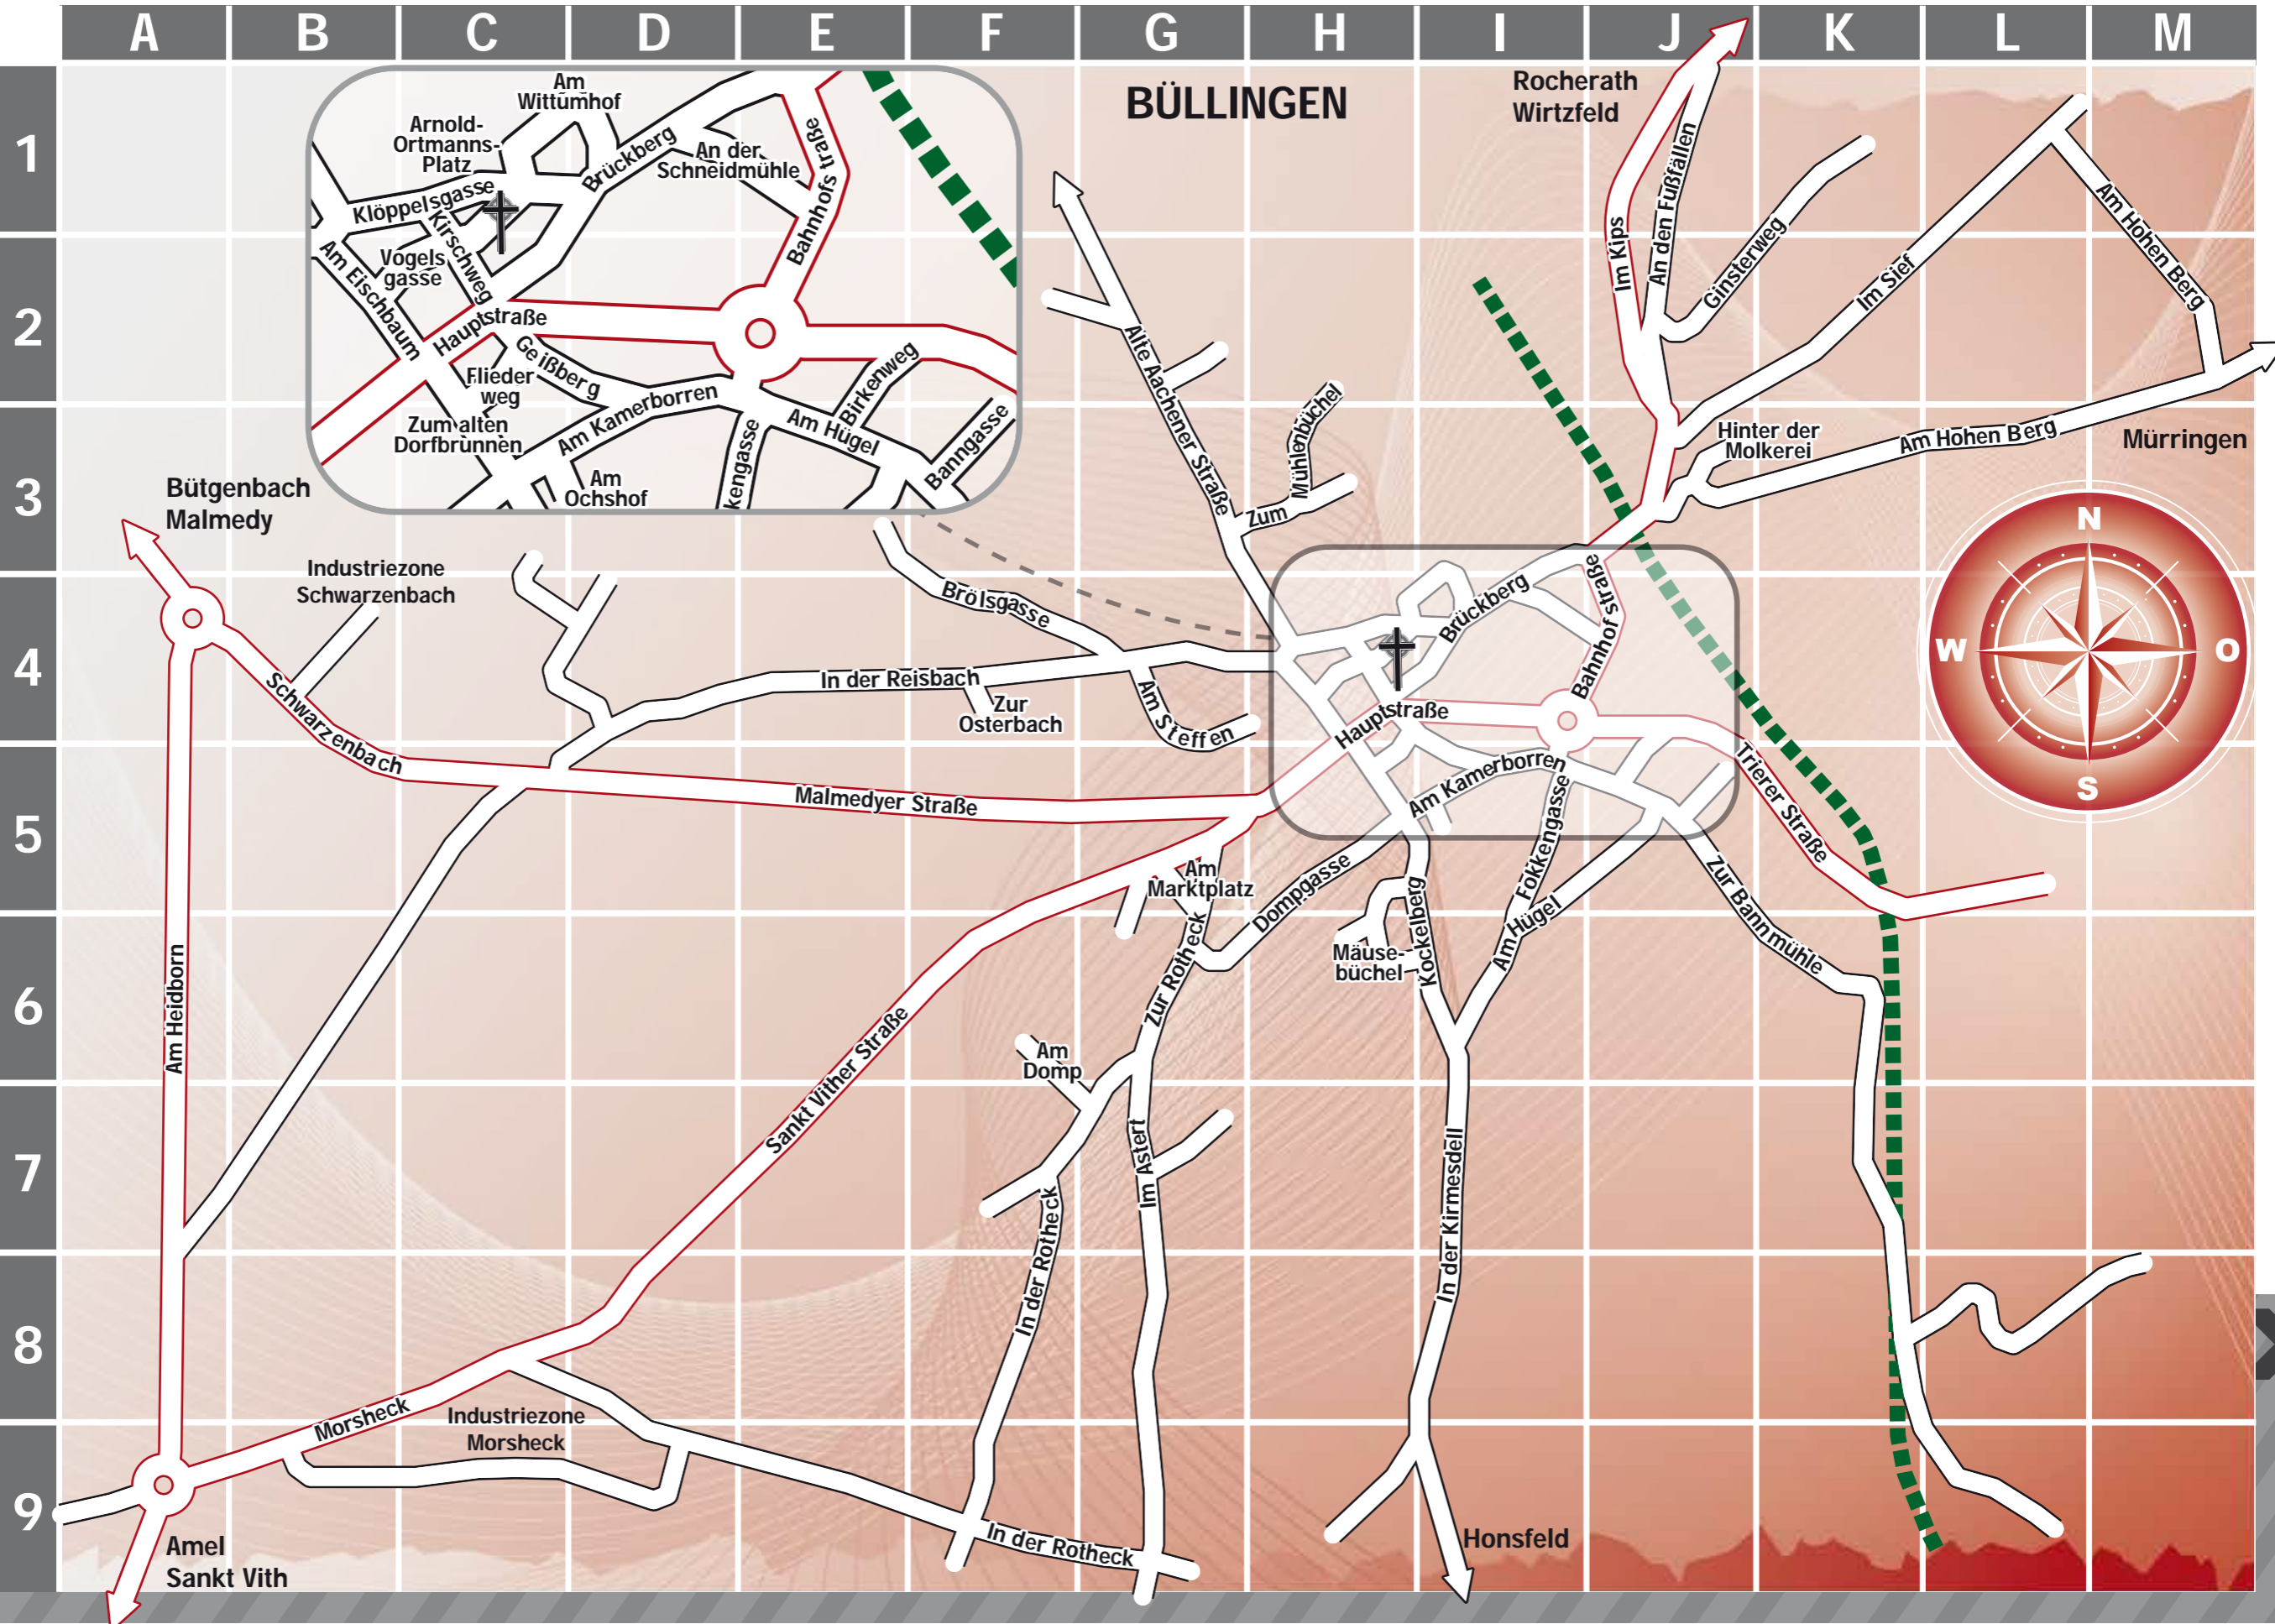 A B C D E F G H I J K L M
1
2
3
4
5
6
7
8
9
BÜLLINGEN
Rocherath
Wirtzfeld
Am
Wittumhof
Arnold-
Ortmanns-
Platz
Klöppelsgasse
Brückberg
An der
Schneidmühle
Bahnhofs traße
Kirschweg
Vogels
gasse
Am Eischbaum
Hauptstraße
Geißberg
Flieder
weg
Zum alten
Dorfbrunnen
Am Kamerborren
Am
Ochshof
kengasse
Am Hügel
Birkenweg
Banngasse
Im Kips
An den Fußfällen
Ginsterweg
Im Sief
Am Hohen Berg
Alte Aachener Straße
Mühlenbüchel
Zum
Hinter der
Molkerei
Am Hohen Berg
Mürringen
Bütgenbach
Malmedy
Industriezone
Schwarzenbach
Schwarzenbach
Brölsgasse
In der Reisbach
Zur
Osterbach
Am Steffen
Brückberg
Bahnhof straße
Hauptstraße
Am Kamerborren
Trierer Straße
N
W
O
S
Malmedyer Straße
Am
Marktplatz
Dompgasse
Kockelberg
Fokkengasse
Am Hügel
Zur Bannmühle
Mäuse-
büchel
Zur Rotheck
Am Heidborn
Sankt Vither Straße
Am
Domp
Im Astert
In der Rotheck
In der Kirmesdell
Morsheck
Industriezone
Morsheck
In der Rotheck
Honsfeld
Amel
Sankt Vith